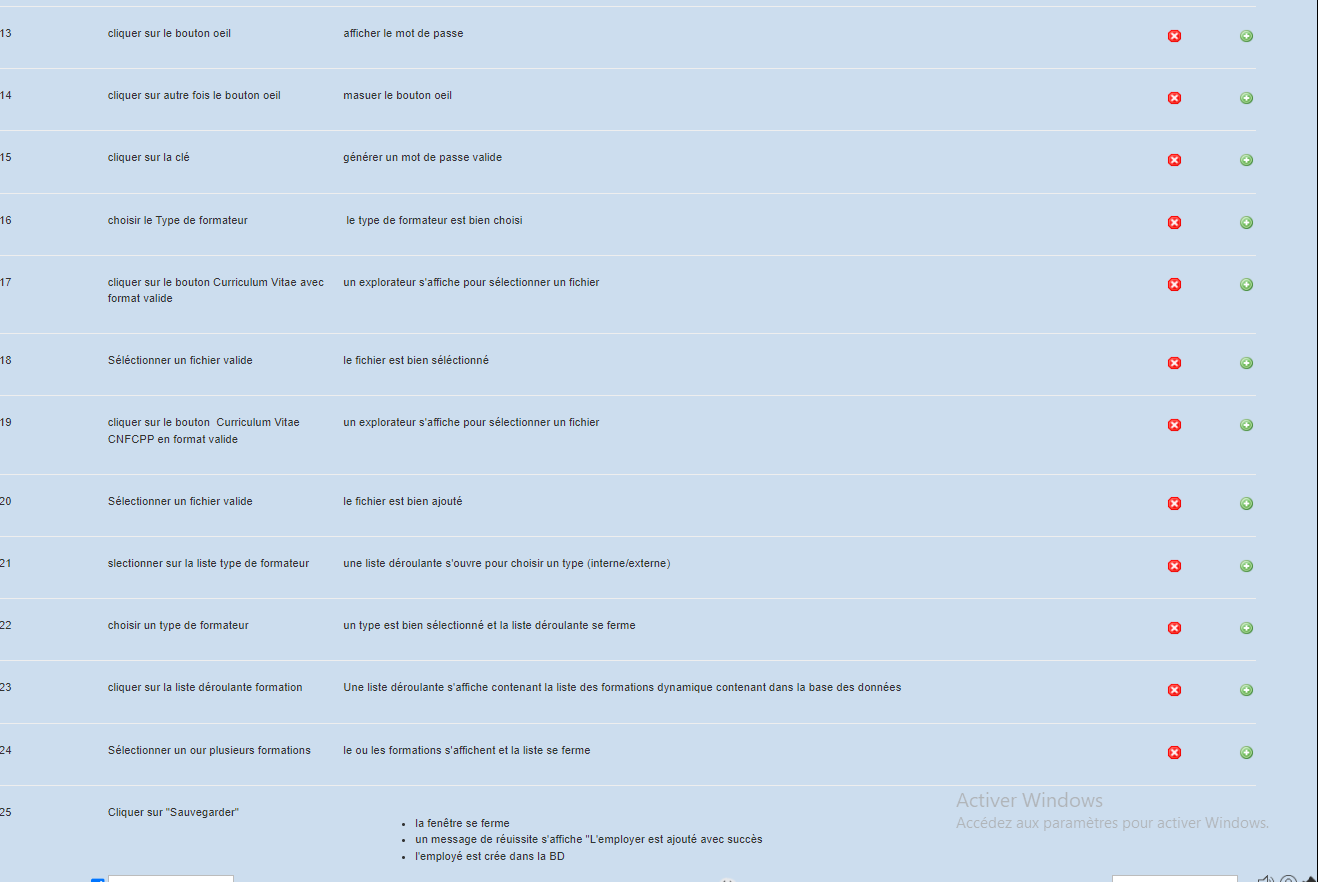 13 cliquer sur le bouton oeil afficher le mot de passe
14 cliquer sur autre fois le bouton oeil masuer le bouton oeil
15 cliquer sur la clé générer un mot de passe valide
16 choisir le Type de formateur le type de formateur est bien choisi
17 cliquer sur le bouton Curriculum Vitae avec un explorateur s'affiche pour sélectionner un fichier
format valide
18 Séléctionner un fichier valide le fichier est bien séléctionné
19 cliquer sur le bouton Curriculum Vitae un explorateur s'affiche pour sélectionner un fichier
CNFCPP en format valide
20 Sélectionner un fichier valide le fichier est bien ajouté
21 slectionner sur la liste type de formateur une liste déroulante s'ouvre pour choisir un type (interne/externe)
22 choisir un type de formateur un type est bien sélectionné et la liste déroulante se ferme
23 cliquer sur la liste déroulante formation Une liste déroulante s'affiche contenant la liste des formations dynamique contenant dans la base des données
24 Sélectionner un our plusieurs formations le ou les formations s'affichent et la liste se ferme
25 Cliquer sur "Sauvegarder"
• la fenêtre se ferme
• un message de réuissite s'affiche "L'employer est ajouté avec succès
• l'employé est crée dans la BD
Activer Windows
Accédez aux paramètres pour activer Windows.